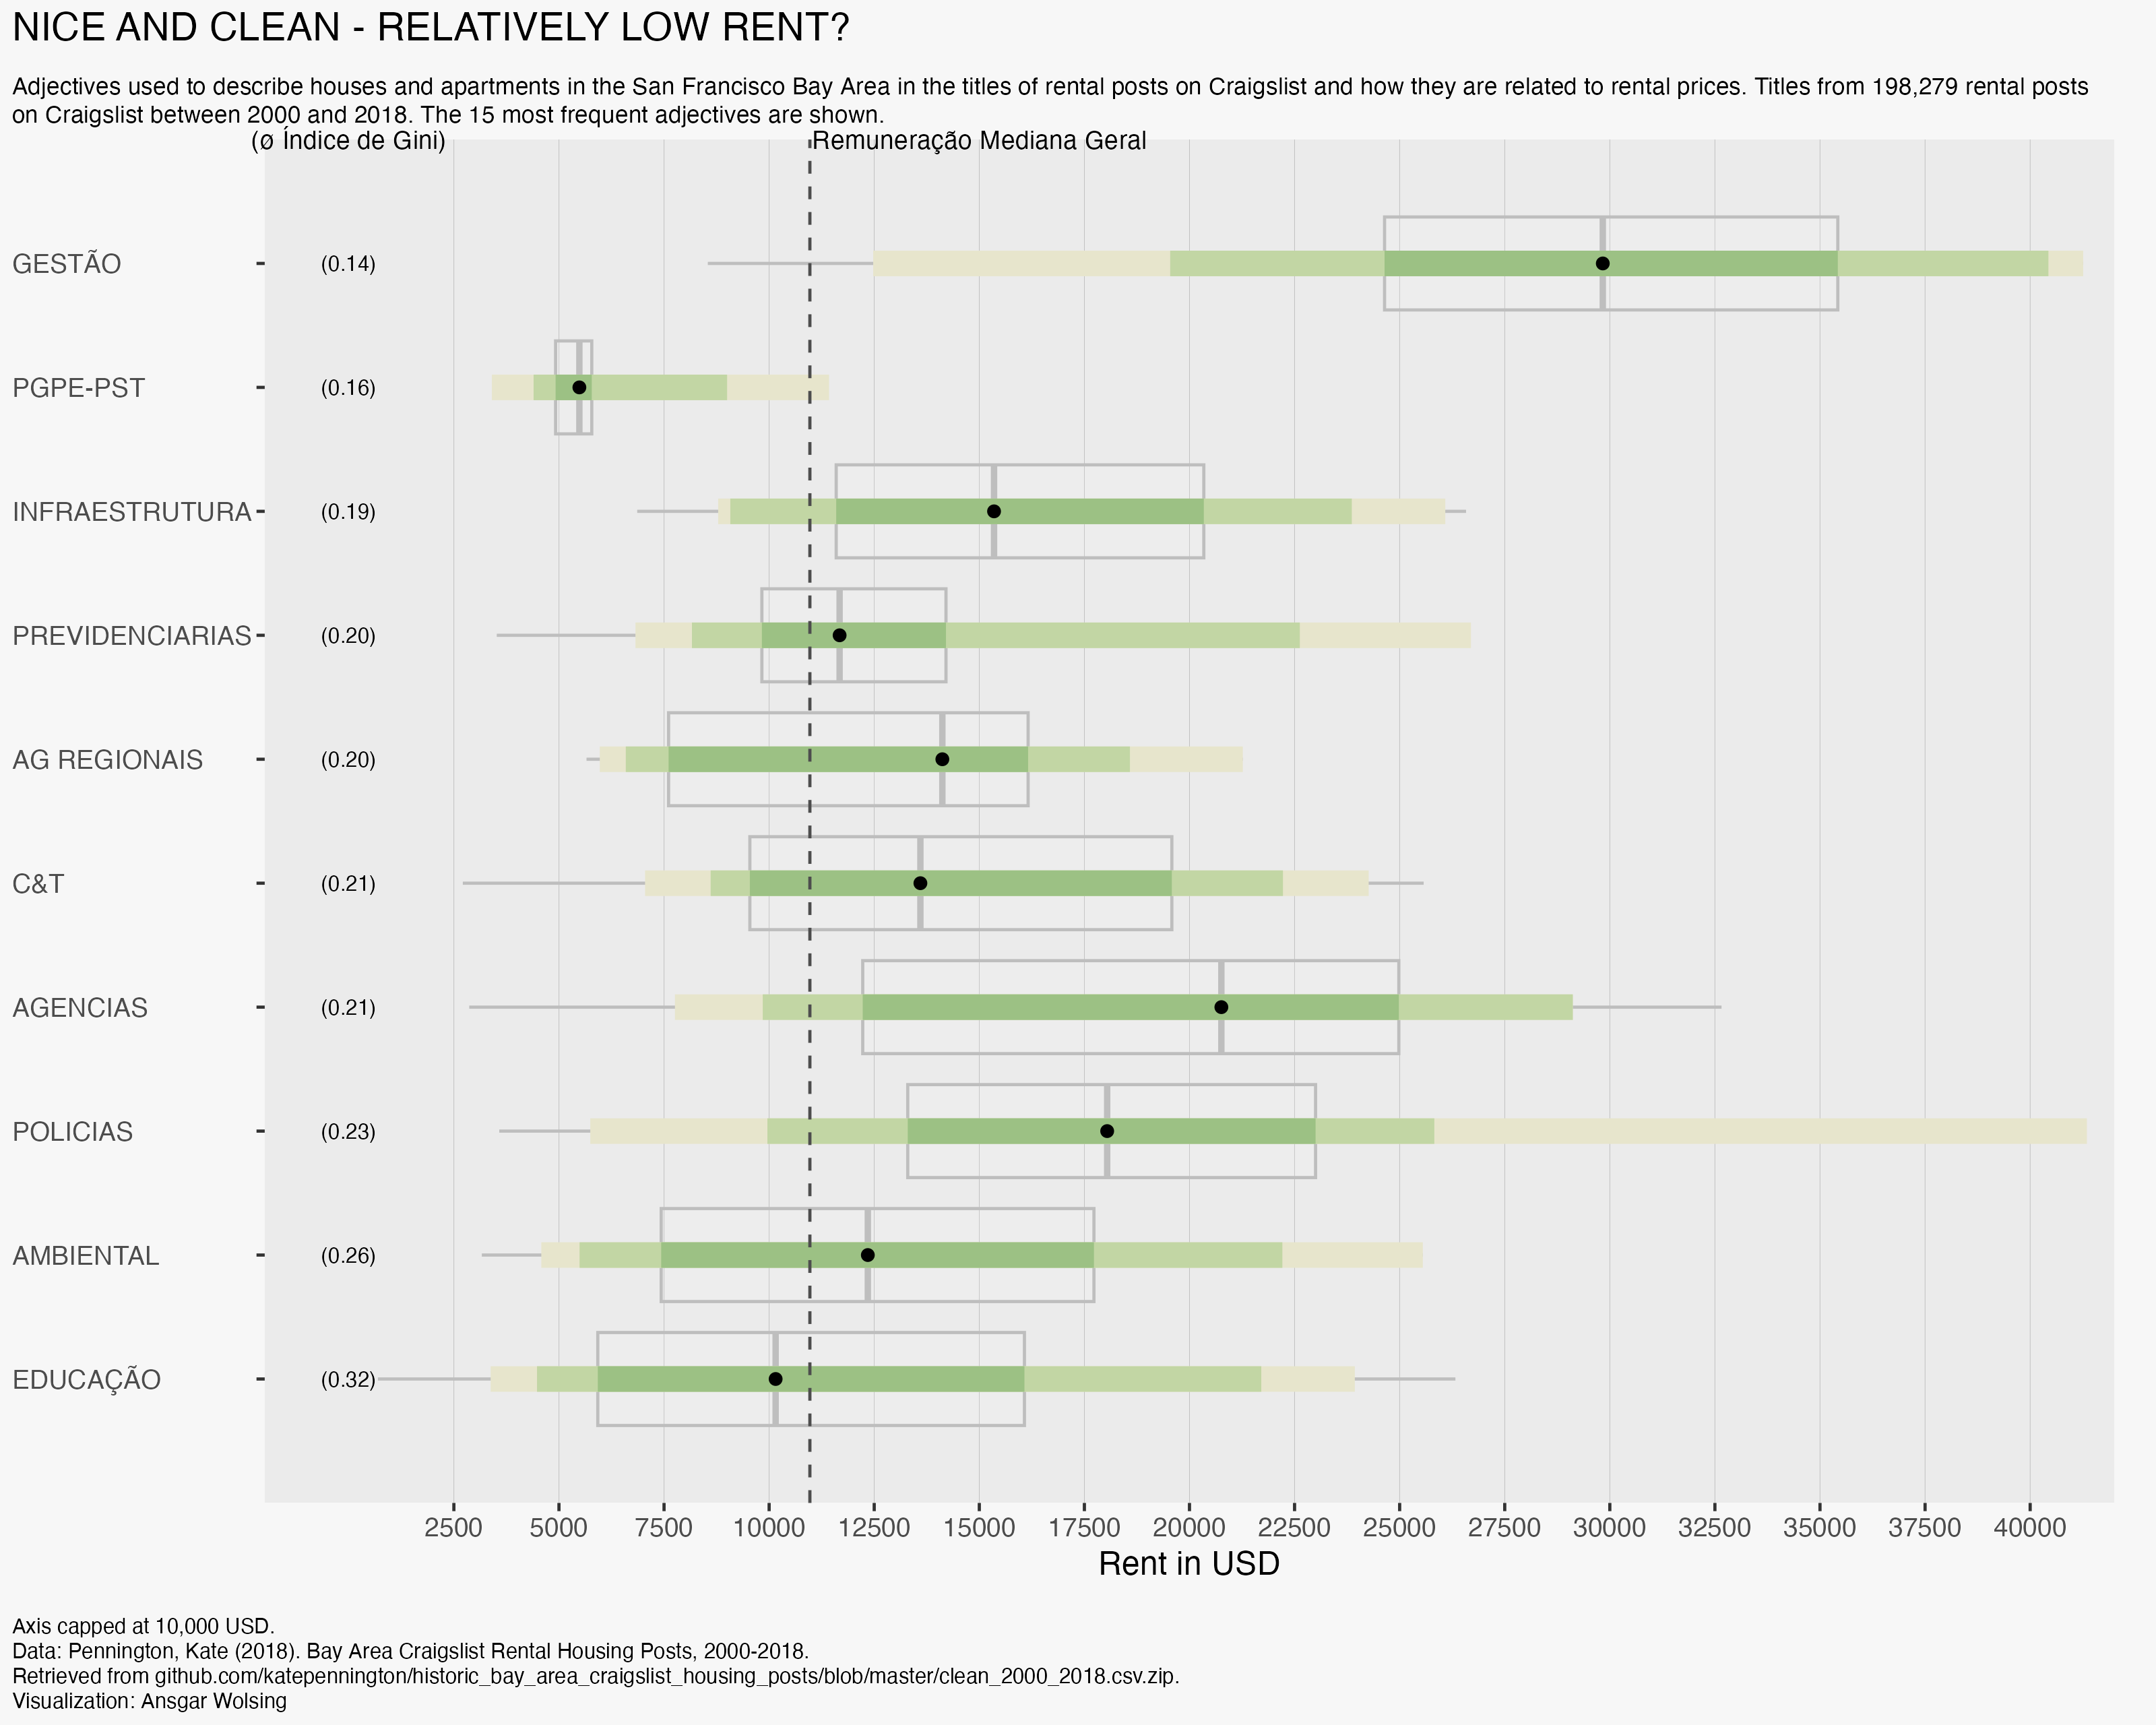 NICE AND CLEAN - RELATIVELY LOW RENT?
Adjectives used to describe houses and apartments in the San Francisco Bay Area in the titles of rental posts on Craigslist and how they are related to rental prices. Titles from 198,279 rental posts
on Craigslist between 2000 and 2018. The 15 most frequent adjectives are shown.
(ø Índice de Gini) Remuneração Mediana Geral
GESTÃO (0.14)
PGPE-PST (0.16)
INFRAESTRUTURA (0.19)
PREVIDENCIARIAS (0.20)
AG REGIONAIS (0.20)
C&T (0.21)
AGENCIAS (0.21)
POLICIAS (0.23)
AMBIENTAL (0.26)
EDUCAÇÃO (0.32)
2500 5000 7500 10000 12500 15000 17500 20000 22500 25000 27500 30000 32500 35000 37500 40000
Rent in USD
Axis capped at 10,000 USD.
Data: Pennington, Kate (2018). Bay Area Craigslist Rental Housing Posts, 2000-2018.
Retrieved from github.com/katepennington/historic_bay_area_craigslist_housing_posts/blob/master/clean_2000_2018.csv.zip.
Visualization: Ansgar Wolsing